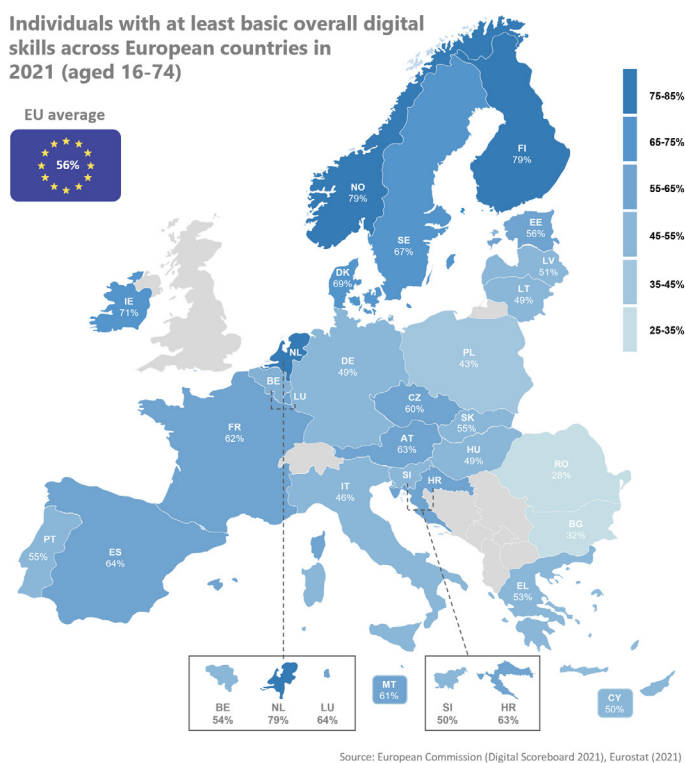 Individuals with at least basic overall digital
skills across European countries in
2021 (aged 16-74)
EU average
56%
75-85%
65-75%
55-65%
45-55%
35-45%
25-35%
FI
79%
NO
79%
SE
67%
EE
56%
LV
51%
LT
49%
DK
69%
IE
71%
NL
BE
LU
DE
49%
PL
43%
CZ
60%
SK
55%
FR
62%
AT
63%
HU
49%
SI
HR
RO
28%
IT
46%
BG
32%
PT
55%
ES
64%
EL
53%
BE
54%
NL
79%
LU
64%
MT
61%
SI
50%
HR
63%
CY
50%
Source: European Commission (Digital Scoreboard 2021), Eurostat (2021)